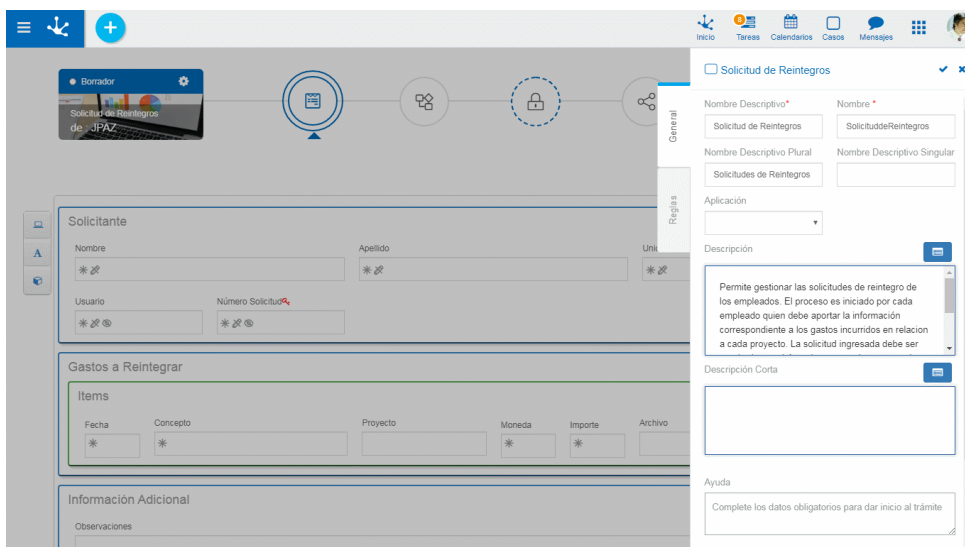 Inicio
8
Tareas
Calendarios
Casos
Mensajes
Borrador
Solicitud de Reintegros
de : JPAZ
Solicitante
Nombre
Apellido
Usuario
Número Solicitud
Gastos a Reintegrar
Items
Fecha
Concepto
Proyecto
Moneda
Importe
Archivo
Información Adicional
Observaciones
General
Reglas
Solicitud de Reintegros
Nombre Descriptivo*
Nombre *
Solicitud de Reintegros
SolicituddeReintegros
Nombre Descriptivo Plural
Nombre Descriptivo Singular
Solicitudes de Reintegros
Aplicación
Descripción
Permite gestionar las solicitudes de reintegro de
los empleados. El proceso es iniciado por cada
empleado quien debe aportar la información
correspondiente a los gastos incurridos en relacion
a cada proyecto. La solicitud ingresada debe ser
Descripción Corta
Ayuda
Complete los datos obligatorios para dar inicio al trámite